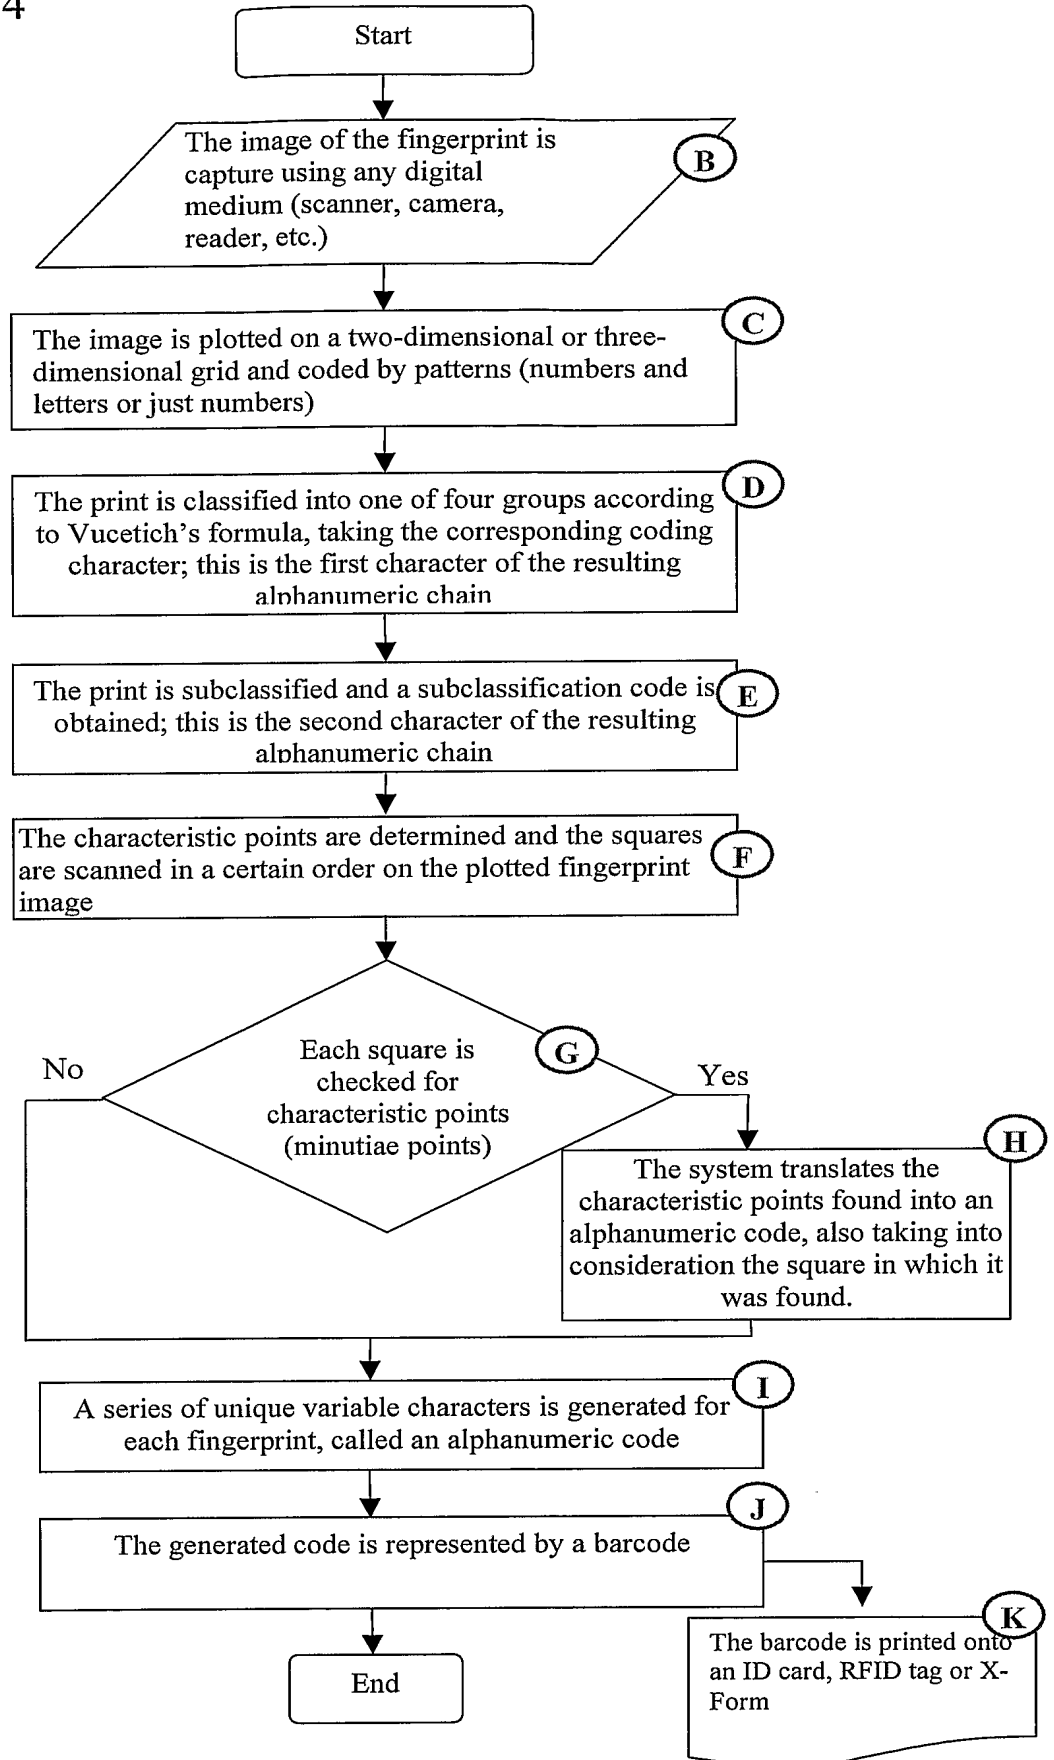 4
Start
The image of the fingerprint is
capture using any digital
medium (scanner, camera,
reader, etc.)
B
C
The image is plotted on a two-dimensional or three-
dimensional grid and coded by patterns (numbers and
letters or just numbers)
D
The print is classified into one of four groups according
to Vucetich's formula, taking the corresponding coding
character; this is the first character of the resulting
alphanumeric chain
E
The print is subclassified and a subclassification code is
obtained; this is the second character of the resulting
alphanumeric chain
F
The characteristic points are determined and the squares
are scanned in a certain order on the plotted fingerprint
image
G
Each square is
checked for
characteristic points
(minutiae points)
No
Yes
H
The system translates the
characteristic points found into an
alphanumeric code, also taking into
consideration the square in which it
was found.
I
A series of unique variable characters is generated for
each fingerprint, called an alphanumeric code
J
The generated code is represented by a barcode
K
The barcode is printed onto
an ID card, RFID tag or X-
Form
End